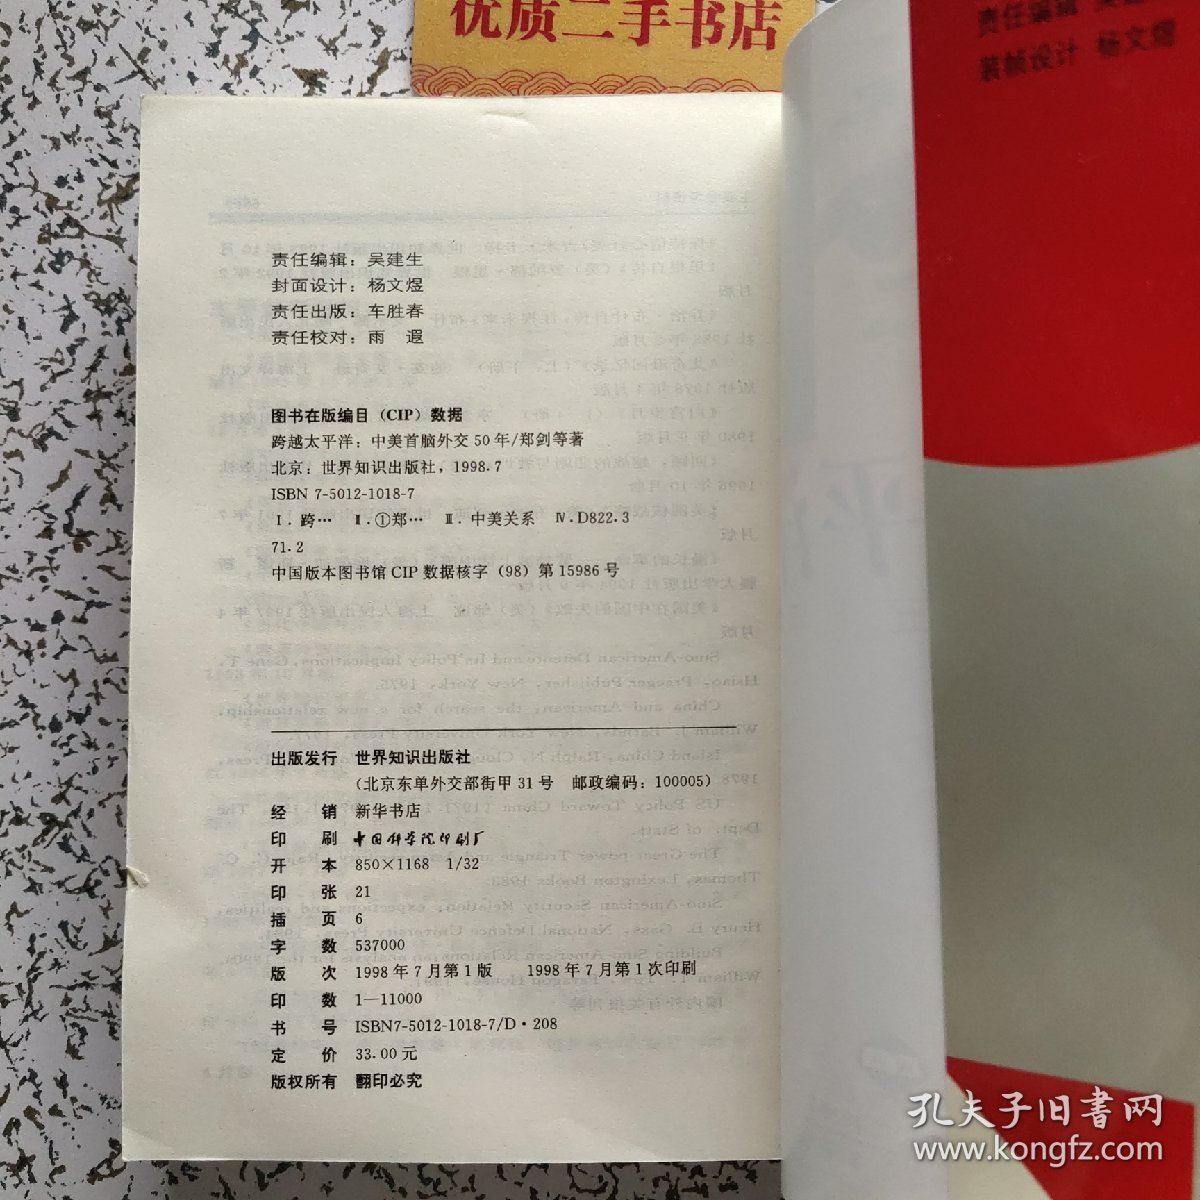 优质二手书店
装帧设计 杨文煜
责任编辑：吴建生
封面设计：杨文煜
责任出版：车胜春
责任校对：雨 遐
图书在版编目（CIP）数据
跨越太平洋：中美首脑外交50年/郑剑等著
北京：世界知识出版社，1998.7
ISBN 7-5012-1018-7
Ⅰ.跨… Ⅱ.①郑… Ⅲ.中美关系 Ⅳ.D822.3
71.2
中国版本图书馆CIP数据核字（98）第15986号
出版发行 世界知识出版社
（北京东单外交部街甲31号 邮政编码：100005）
经 销 新华书店
印 刷 中国科学院印刷厂
开 本 850×1168 1/32
印 张 21
插 页 6
字 数 537000
版 次 1998年7月第1版 1998年7月第1次印刷
印 数 1—11000
书 号 ISBN7-5012-1018-7/D·208
定 价 33.00元
版权所有 翻印必究
孔夫子旧书网
www.kongfz.com